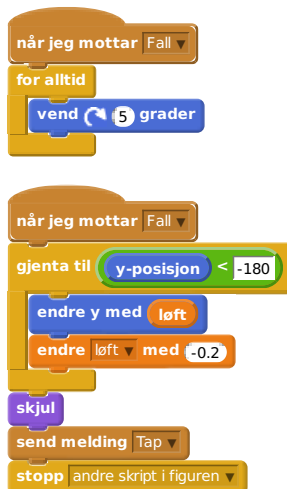 når jeg mottar Fall
for alltid
vend 5 grader
når jeg mottar Fall
gjenta til y-posisjon < -180
endre y med løft
endre løft med -0.2
skjul
send melding Tap
stopp andre skript i figuren